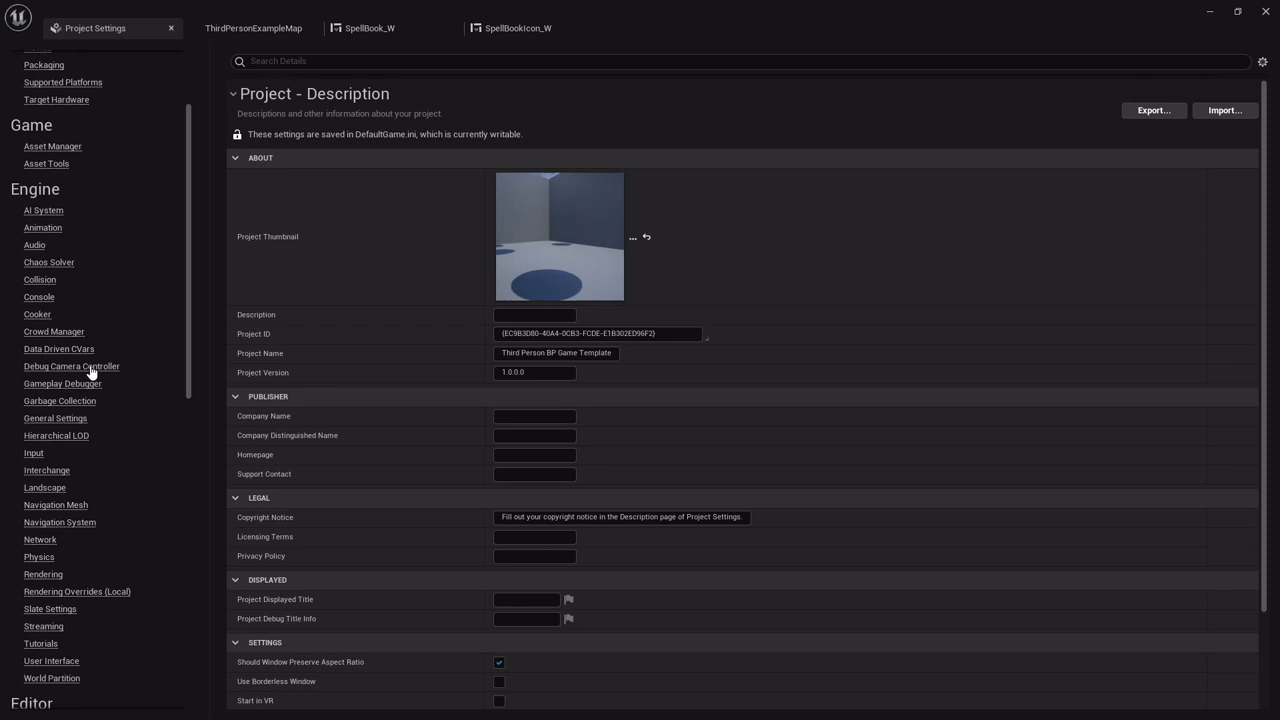 Project Settings
ThirdPersonExampleMap
SpellBook_W
SpellBookIcon_W
Packaging
Supported Platforms
Target Hardware
Game
Asset Manager
Asset Tools
Engine
AI System
Animation
Audio
Chaos Solver
Collision
Console
Cooker
Crowd Manager
Data Driven CVars
Debug Camera Controller
Gameplay Debugger
Garbage Collection
General Settings
Hierarchical LOD
Input
Interchange
Landscape
Navigation Mesh
Navigation System
Network
Physics
Rendering
Rendering Overrides (Local)
Slate Settings
Streaming
Tutorials
User Interface
World Partition
Editor
Search Details
Project - Description
Descriptions and other information about your project.
Export...
Import...
These settings are saved in DefaultGame.ini, which is currently writable.
ABOUT
Project Thumbnail
Description
Project ID
{EC9B3D80-40A4-0CB3-FCDE-E1B302ED96F2}
Project Name
Third Person BP Game Template
Project Version
1.0.0.0
PUBLISHER
Company Name
Company Distinguished Name
Homepage
Support Contact
LEGAL
Copyright Notice
Fill out your copyright notice in the Description page of Project Settings.
Licensing Terms
Privacy Policy
DISPLAYED
Project Displayed Title
Project Debug Title Info
SETTINGS
Should Window Preserve Aspect Ratio
Use Borderless Window
Start in VR